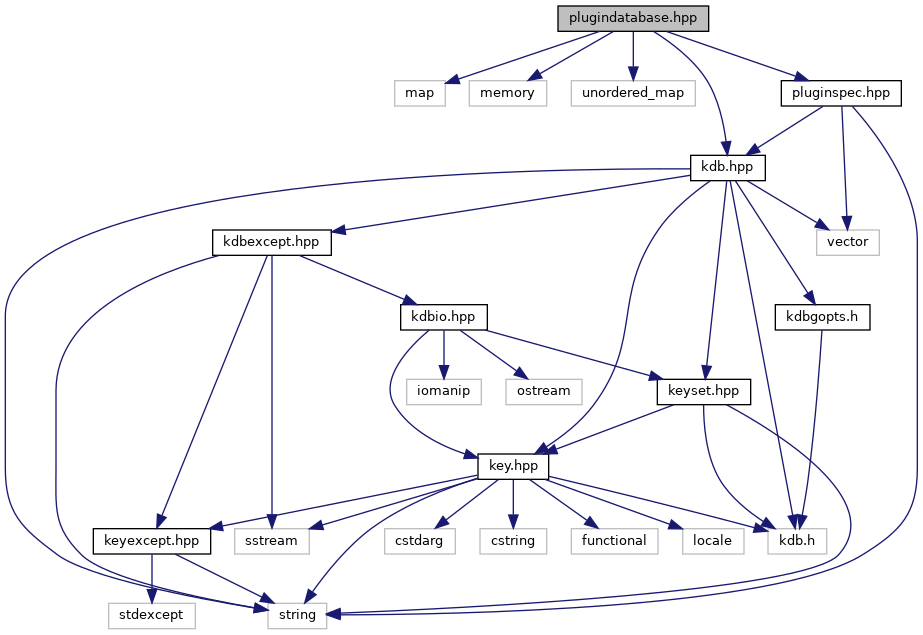 plugindatabase.hpp
map
memory
unordered_map
pluginspec.hpp
kdb.hpp
kdbexcept.hpp
vector
kdbio.hpp
kdbgopts.h
iomanip
ostream
keyset.hpp
key.hpp
keyexcept.hpp
sstream
cstdarg
cstring
functional
locale
kdb.h
stdexcept
string